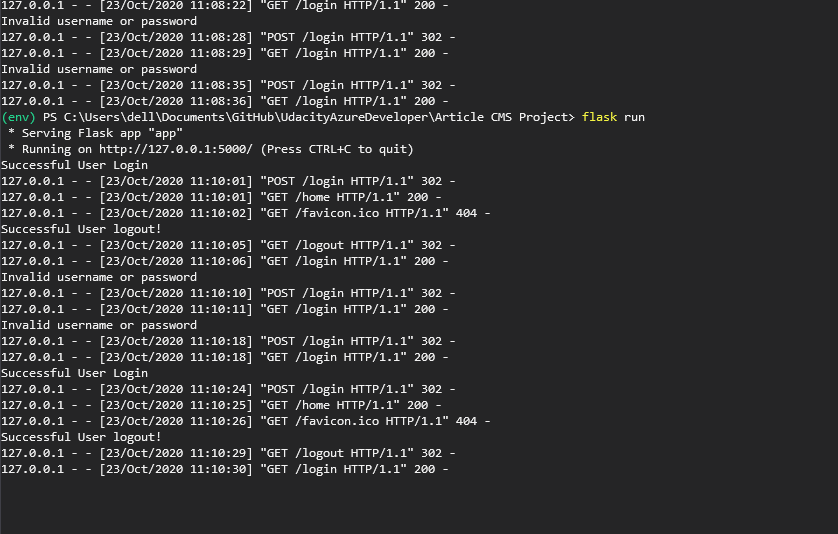 127.0.0.1 - - [23/Oct/2020 11:08:22] "GET /login HTTP/1.1" 200 -
Invalid username or password
127.0.0.1 - - [23/Oct/2020 11:08:28] "POST /login HTTP/1.1" 302 -
127.0.0.1 - - [23/Oct/2020 11:08:29] "GET /login HTTP/1.1" 200 -
Invalid username or password
127.0.0.1 - - [23/Oct/2020 11:08:35] "POST /login HTTP/1.1" 302 -
127.0.0.1 - - [23/Oct/2020 11:08:36] "GET /login HTTP/1.1" 200 -
(env) PS C:\Users\dell\Documents\GitHub\UdacityAzureDeveloper\Article CMS Project> flask run
 * Serving Flask app "app"
 * Running on http://127.0.0.1:5000/ (Press CTRL+C to quit)
Successful User Login
127.0.0.1 - - [23/Oct/2020 11:10:01] "POST /login HTTP/1.1" 302 -
127.0.0.1 - - [23/Oct/2020 11:10:01] "GET /home HTTP/1.1" 200 -
127.0.0.1 - - [23/Oct/2020 11:10:02] "GET /favicon.ico HTTP/1.1" 404 -
Successful User logout!
127.0.0.1 - - [23/Oct/2020 11:10:05] "GET /logout HTTP/1.1" 302 -
127.0.0.1 - - [23/Oct/2020 11:10:06] "GET /login HTTP/1.1" 200 -
Invalid username or password
127.0.0.1 - - [23/Oct/2020 11:10:10] "POST /login HTTP/1.1" 302 -
127.0.0.1 - - [23/Oct/2020 11:10:11] "GET /login HTTP/1.1" 200 -
Invalid username or password
127.0.0.1 - - [23/Oct/2020 11:10:18] "POST /login HTTP/1.1" 302 -
127.0.0.1 - - [23/Oct/2020 11:10:18] "GET /login HTTP/1.1" 200 -
Successful User Login
127.0.0.1 - - [23/Oct/2020 11:10:24] "POST /login HTTP/1.1" 302 -
127.0.0.1 - - [23/Oct/2020 11:10:25] "GET /home HTTP/1.1" 200 -
127.0.0.1 - - [23/Oct/2020 11:10:26] "GET /favicon.ico HTTP/1.1" 404 -
Successful User logout!
127.0.0.1 - - [23/Oct/2020 11:10:29] "GET /logout HTTP/1.1" 302 -
127.0.0.1 - - [23/Oct/2020 11:10:30] "GET /login HTTP/1.1" 200 -